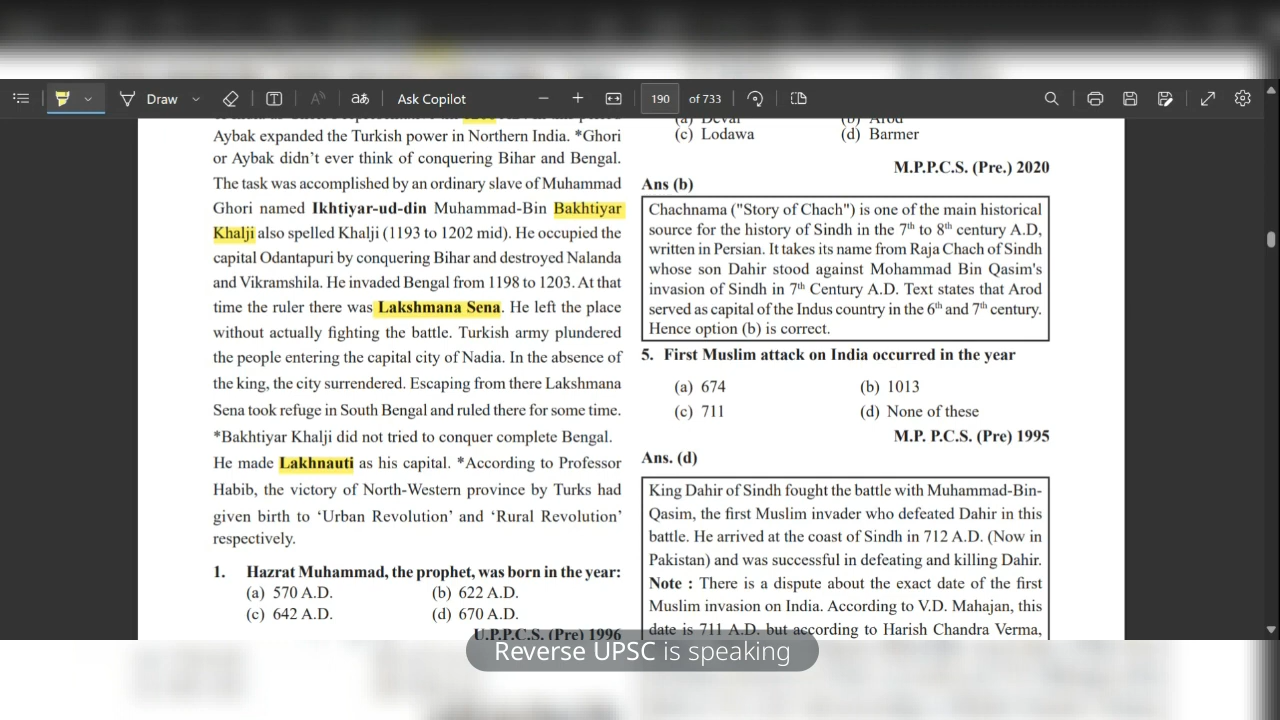 Draw
aあ
Ask Copilot
190 of 733
Aybak expanded the Turkish power in Northern India. *Ghori
or Aybak didn't ever think of conquering Bihar and Bengal.
The task was accomplished by an ordinary slave of Muhammad
Ghori named Ikhtiyar-ud-din Muhammad-Bin Bakhtiyar
Khalji also spelled Khalji (1193 to 1202 mid). He occupied the
capital Odantapuri by conquering Bihar and destroyed Nalanda
and Vikramshila. He invaded Bengal from 1198 to 1203. At that
time the ruler there was Lakshmana Sena. He left the place
without actually fighting the battle. Turkish army plundered
the people entering the capital city of Nadia. In the absence of
the king, the city surrendered. Escaping from there Lakshmana
Sena took refuge in South Bengal and ruled there for some time.
*Bakhtiyar Khalji did not tried to conquer complete Bengal.
He made Lakhnauti as his capital. *According to Professor
Habib, the victory of North-Western province by Turks had
given birth to 'Urban Revolution' and 'Rural Revolution'
respectively.
1. Hazrat Muhammad, the prophet, was born in the year:
(a) 570 A.D. (b) 622 A.D.
(c) 642 A.D. (d) 670 A.D.
U.P.P.C.S. (Pre) 1996
(a) Deval (b) Arod
(c) Lodawa (d) Barmer
M.P.P.C.S. (Pre.) 2020
Ans (b)
Chachnama ("Story of Chach") is one of the main historical
source for the history of Sindh in the 7th to 8th century A.D,
written in Persian. It takes its name from Raja Chach of Sindh
whose son Dahir stood against Mohammad Bin Qasim's
invasion of Sindh in 7th Century A.D. Text states that Arod
served as capital of the Indus country in the 6th and 7th century.
Hence option (b) is correct.
5. First Muslim attack on India occurred in the year
(a) 674 (b) 1013
(c) 711 (d) None of these
M.P. P.C.S. (Pre) 1995
Ans. (d)
King Dahir of Sindh fought the battle with Muhammad-Bin-
Qasim, the first Muslim invader who defeated Dahir in this
battle. He arrived at the coast of Sindh in 712 A.D. (Now in
Pakistan) and was successful in defeating and killing Dahir.
Note : There is a dispute about the exact date of the first
Muslim invasion on India. According to V.D. Mahajan, this
date is 711 A.D. but according to Harish Chandra Verma,
Reverse UPSC is speaking